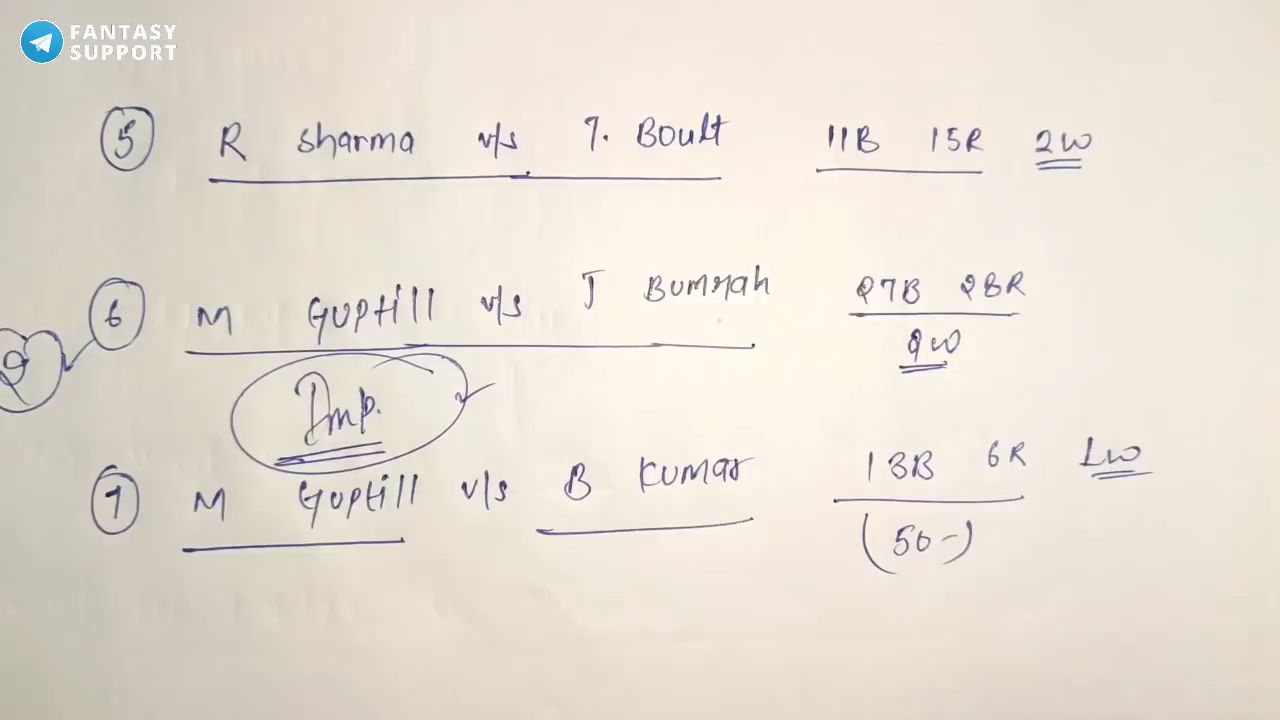 FANTASY
SUPPORT
5 R Sharma v/s T. Boult 11B 15R 2W
6 M Guptill v/s J Bumrah 27B 28R
2W
Imp.
7 M Guptill v/s B Kumar 13B 6R 1W
(50-)